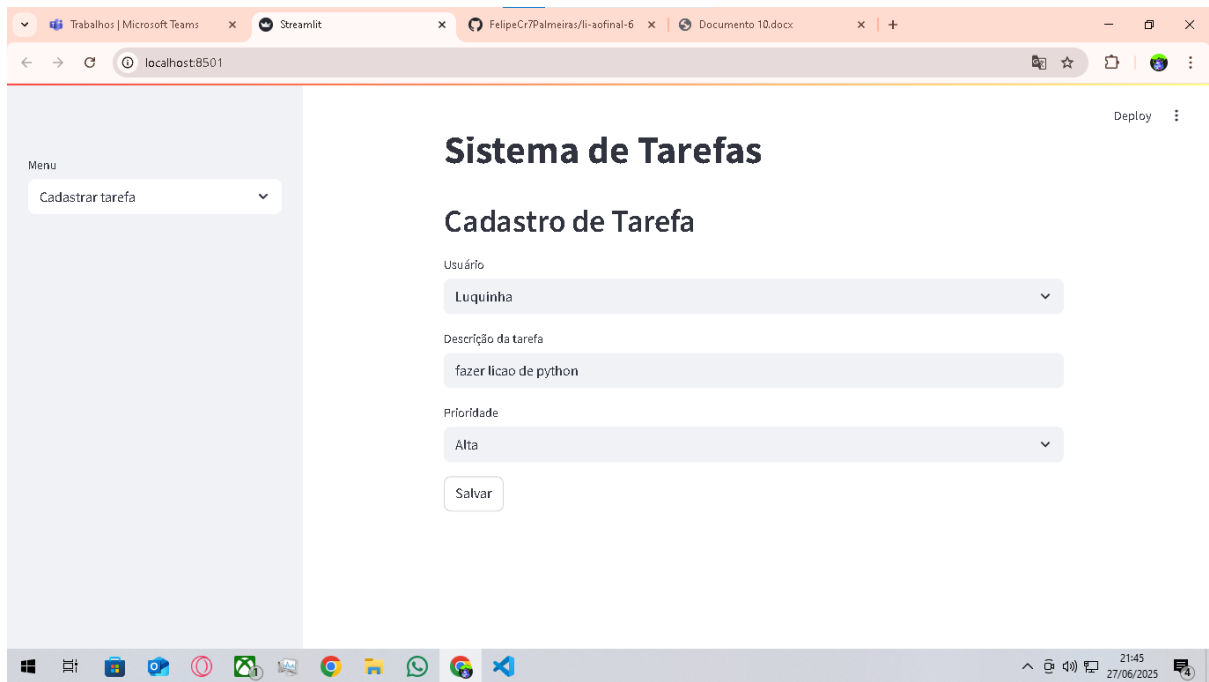 Trabalhos | Microsoft Teams
Streamlit
FelipeCr7Palmeiras/li-aofinal-6
Documento 10.docx
localhost:8501
Deploy
Menu
Cadastrar tarefa
Sistema de Tarefas
Cadastro de Tarefa
Usuário
Luquinha
Descrição da tarefa
fazer licao de python
Prioridade
Alta
Salvar
1
21:45
27/06/2025
4